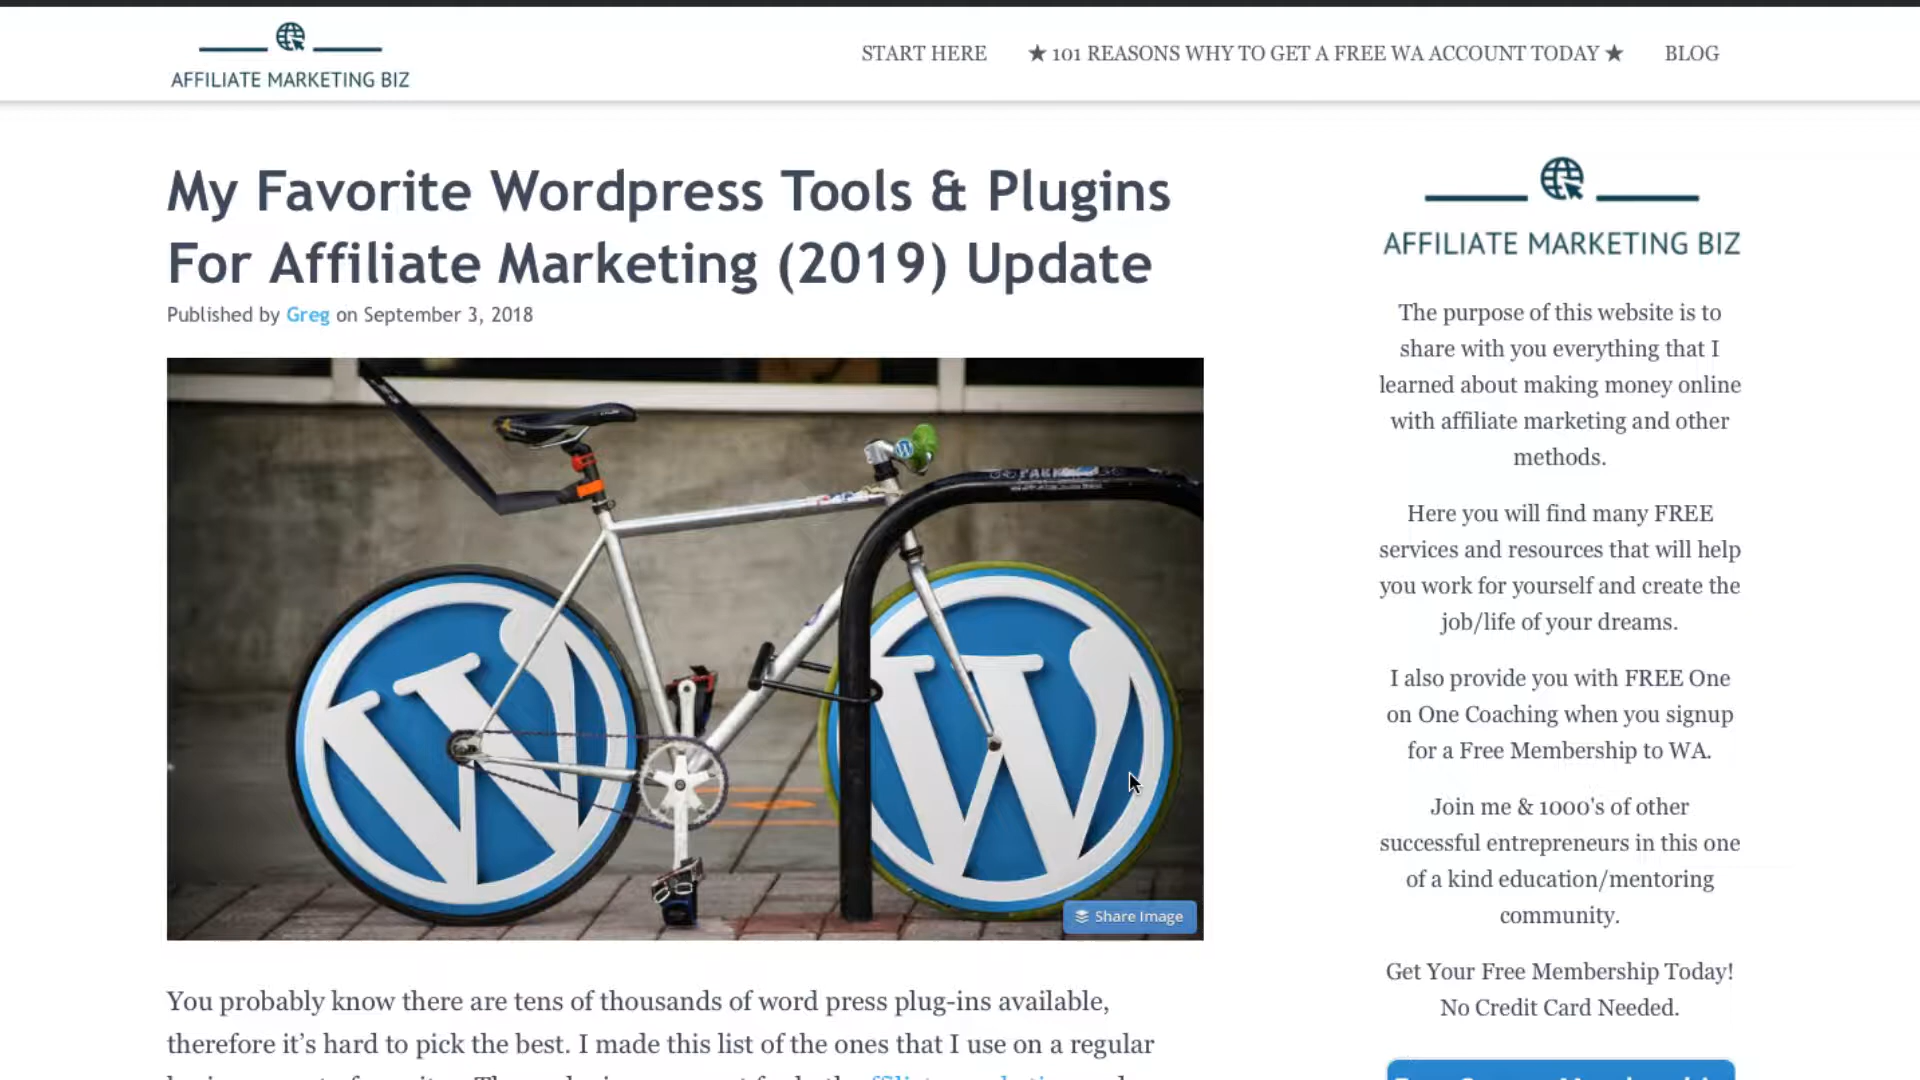 AFFILIATE MARKETING BIZ
START HERE
★ 101 REASONS WHY TO GET A FREE WA ACCOUNT TODAY ★
BLOG
My Favorite Wordpress Tools & Plugins
For Affiliate Marketing (2019) Update
Published by Greg on September 3, 2018
Share Image
You probably know there are tens of thousands of word press plug-ins available,
therefore it’s hard to pick the best. I made this list of the ones that I use on a regular
AFFILIATE MARKETING BIZ
The purpose of this website is to
share with you everything that I
learned about making money online
with affiliate marketing and other
methods.
Here you will find many FREE
services and resources that will help
you work for yourself and create the
job/life of your dreams.
I also provide you with FREE One
on One Coaching when you signup
for a Free Membership to WA.
Join me & 1000's of other
successful entrepreneurs in this one
of a kind education/mentoring
community.
Get Your Free Membership Today!
No Credit Card Needed.